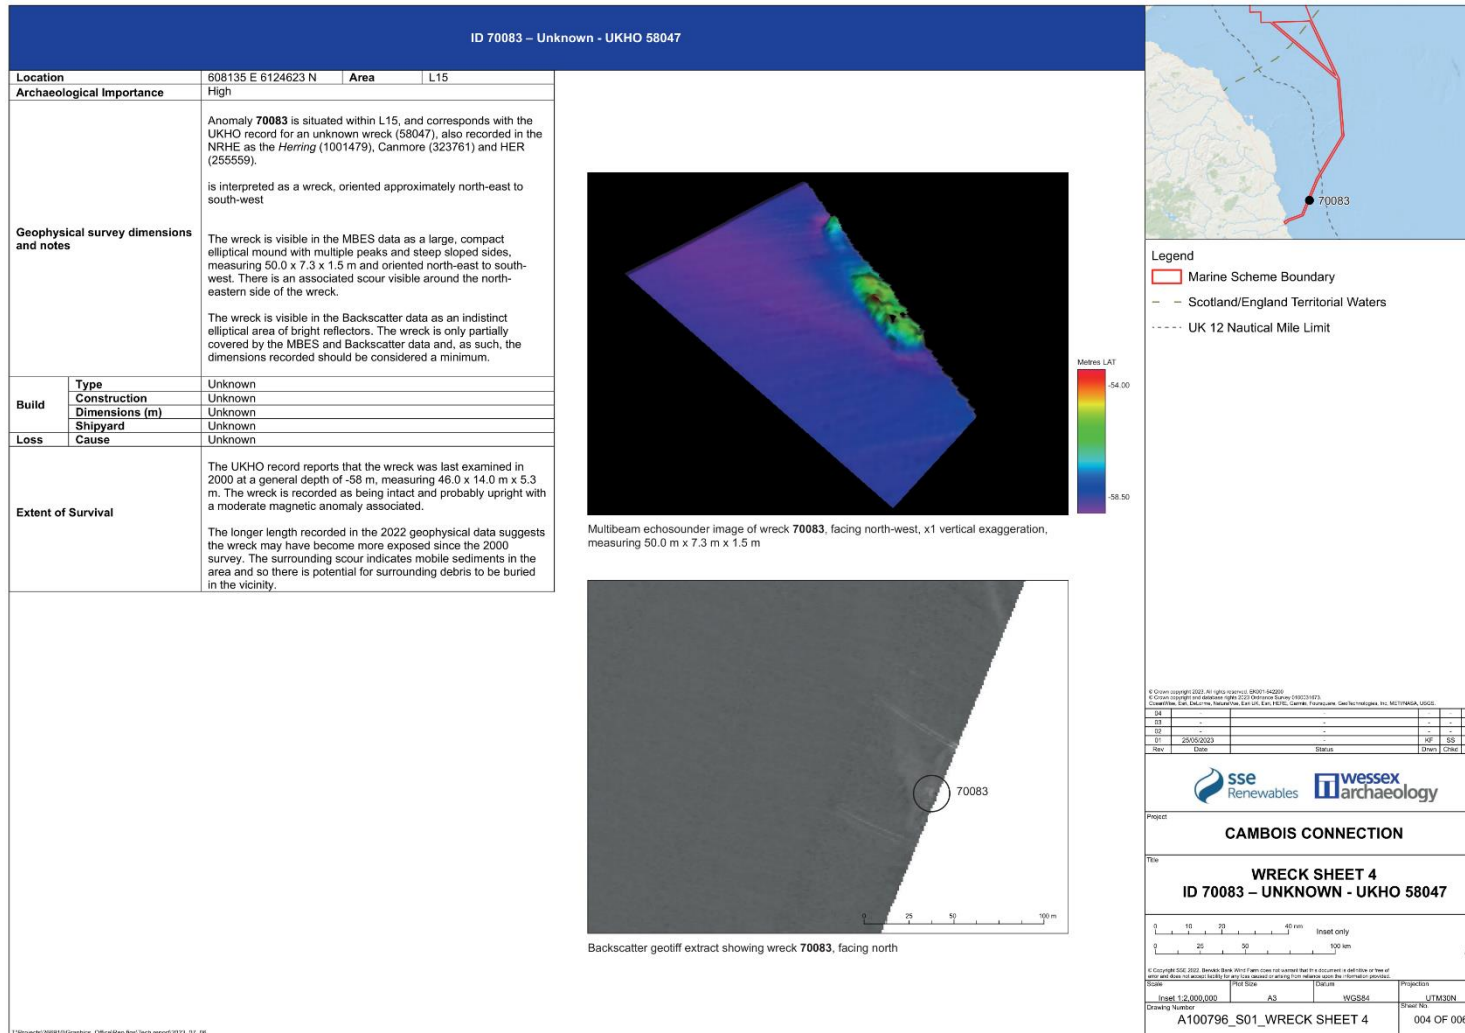 ID 70083 – Unknown - UKHO 58047
Location 608135 E 6124623 N Area L15
Archaeological Importance High
Geophysical survey dimensions
and notes
Anomaly 70083 is situated within L15, and corresponds with the
UKHO record for an unknown wreck (58047), also recorded in the
NRHE as the Herring (1001479), Canmore (323761) and HER
(255559).
is interpreted as a wreck, oriented approximately north-east to
south-west
The wreck is visible in the MBES data as a large, compact
elliptical mound with multiple peaks and steep sloped sides,
measuring 50.0 x 7.3 x 1.5 m and oriented north-east to south-
west. There is an associated scour visible around the north-
eastern side of the wreck.
The wreck is visible in the Backscatter data as an indistinct
elliptical area of bright reflectors. The wreck is only partially
covered by the MBES and Backscatter data and, as such, the
dimensions recorded should be considered a minimum.
Build
Type Unknown
Construction Unknown
Dimensions (m) Unknown
Shipyard Unknown
Loss Cause Unknown
Extent of Survival
The UKHO record reports that the wreck was last examined in
2000 at a general depth of -58 m, measuring 46.0 x 14.0 m x 5.3
m. The wreck is recorded as being intact and probably upright with
a moderate magnetic anomaly associated.
The longer length recorded in the 2022 geophysical data suggests
the wreck may have become more exposed since the 2000
survey. The surrounding scour indicates mobile sediments in the
area and so there is potential for surrounding debris to be buried
in the vicinity.
Metres LAT
-54.00
-58.50
Multibeam echosounder image of wreck 70083, facing north-west, x1 vertical exaggeration,
measuring 50.0 m x 7.3 m x 1.5 m
70083
0 25 50 100 m
Backscatter geotiff extract showing wreck 70083, facing north
70083
Legend
Marine Scheme Boundary
Scotland/England Territorial Waters
UK 12 Nautical Mile Limit
04 - - - -
03 - - - -
02 - - - -
01 25/05/2023 - KF SS
Rev Date Status Drwn Chkd
sse
Renewables
wessex
archaeology
Project
CAMBOIS CONNECTION
Title
WRECK SHEET 4
ID 70083 – UNKNOWN - UKHO 58047
0 10 20 40 nm
Inset only
0 25 50 100 km
Scale Plot Size Datum Projection
Inset 1:2,000,000 A3 WGS84 UTM30N
Drawing Number Sheet No.
A100796_S01_WRECK SHEET 4 004 OF 006